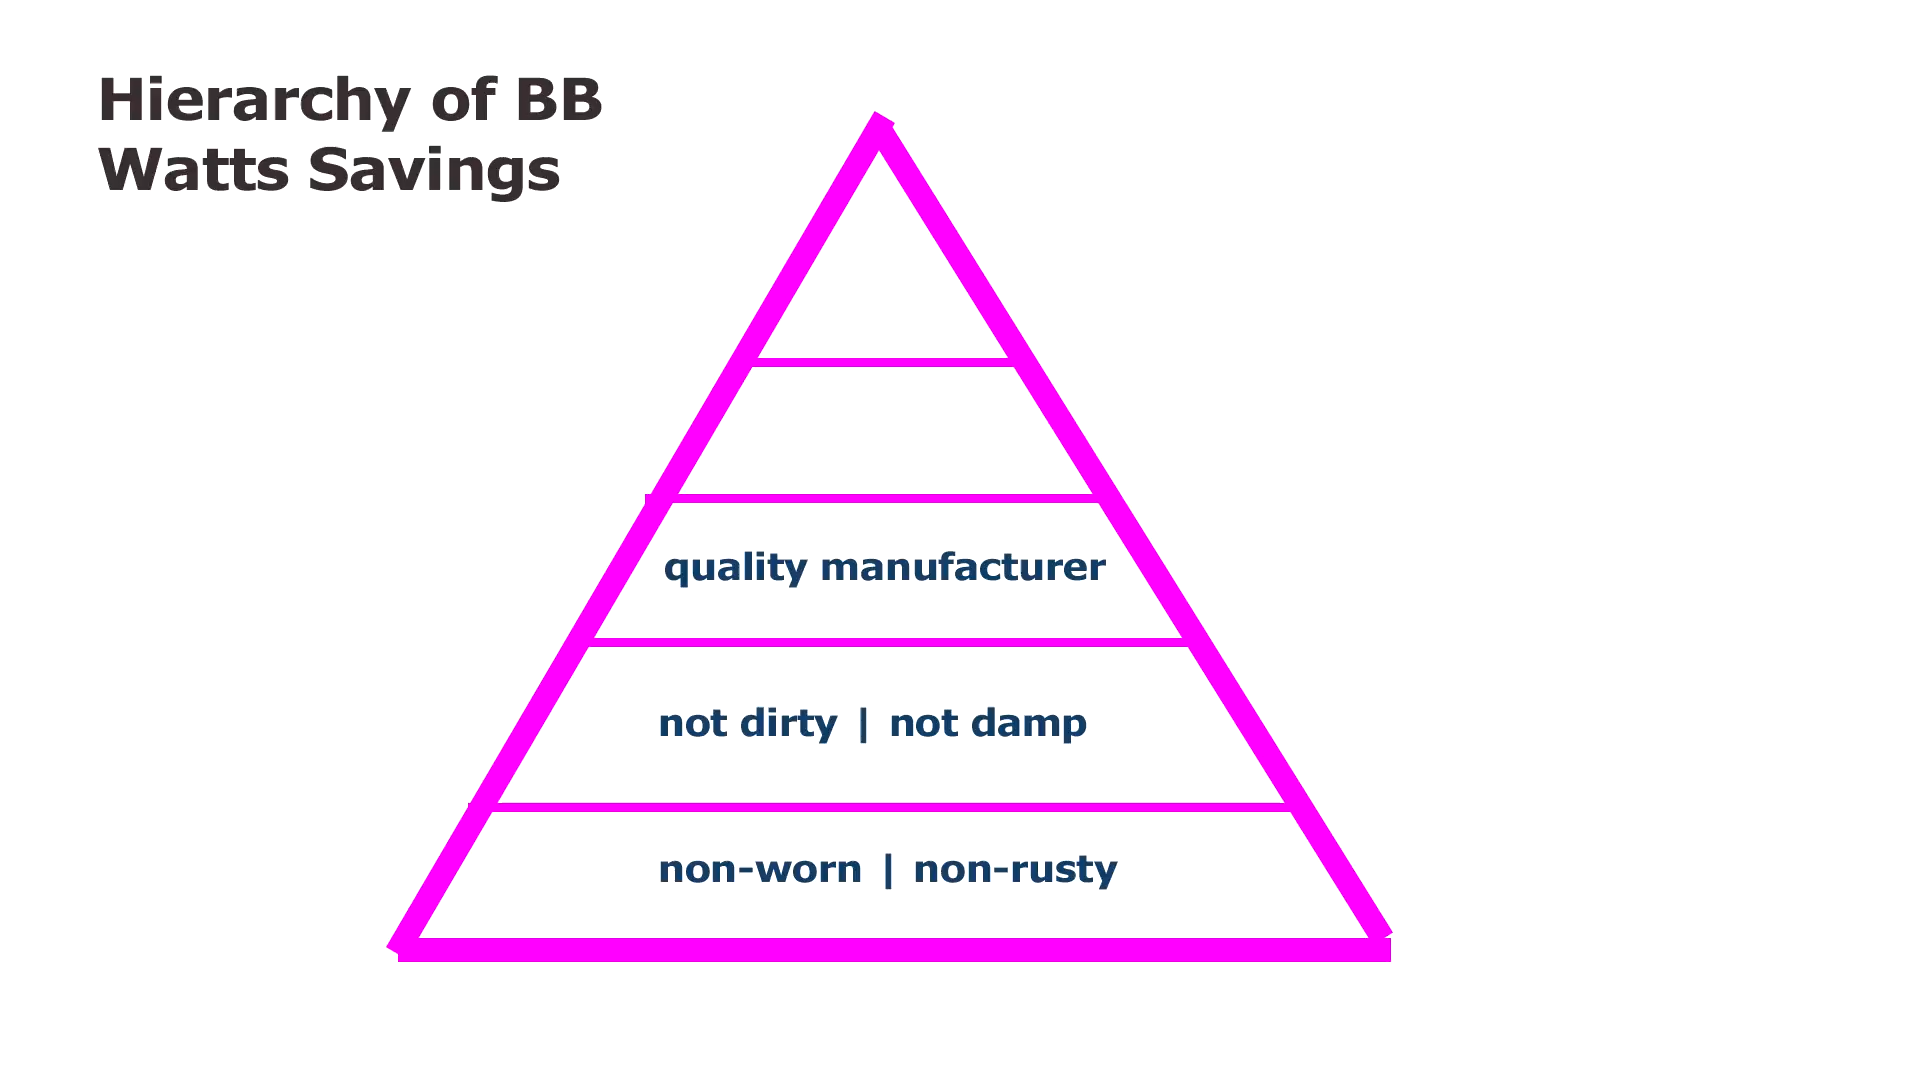 Hierarchy of BB
Watts Savings
quality manufacturer
not dirty | not damp
non-worn | non-rusty